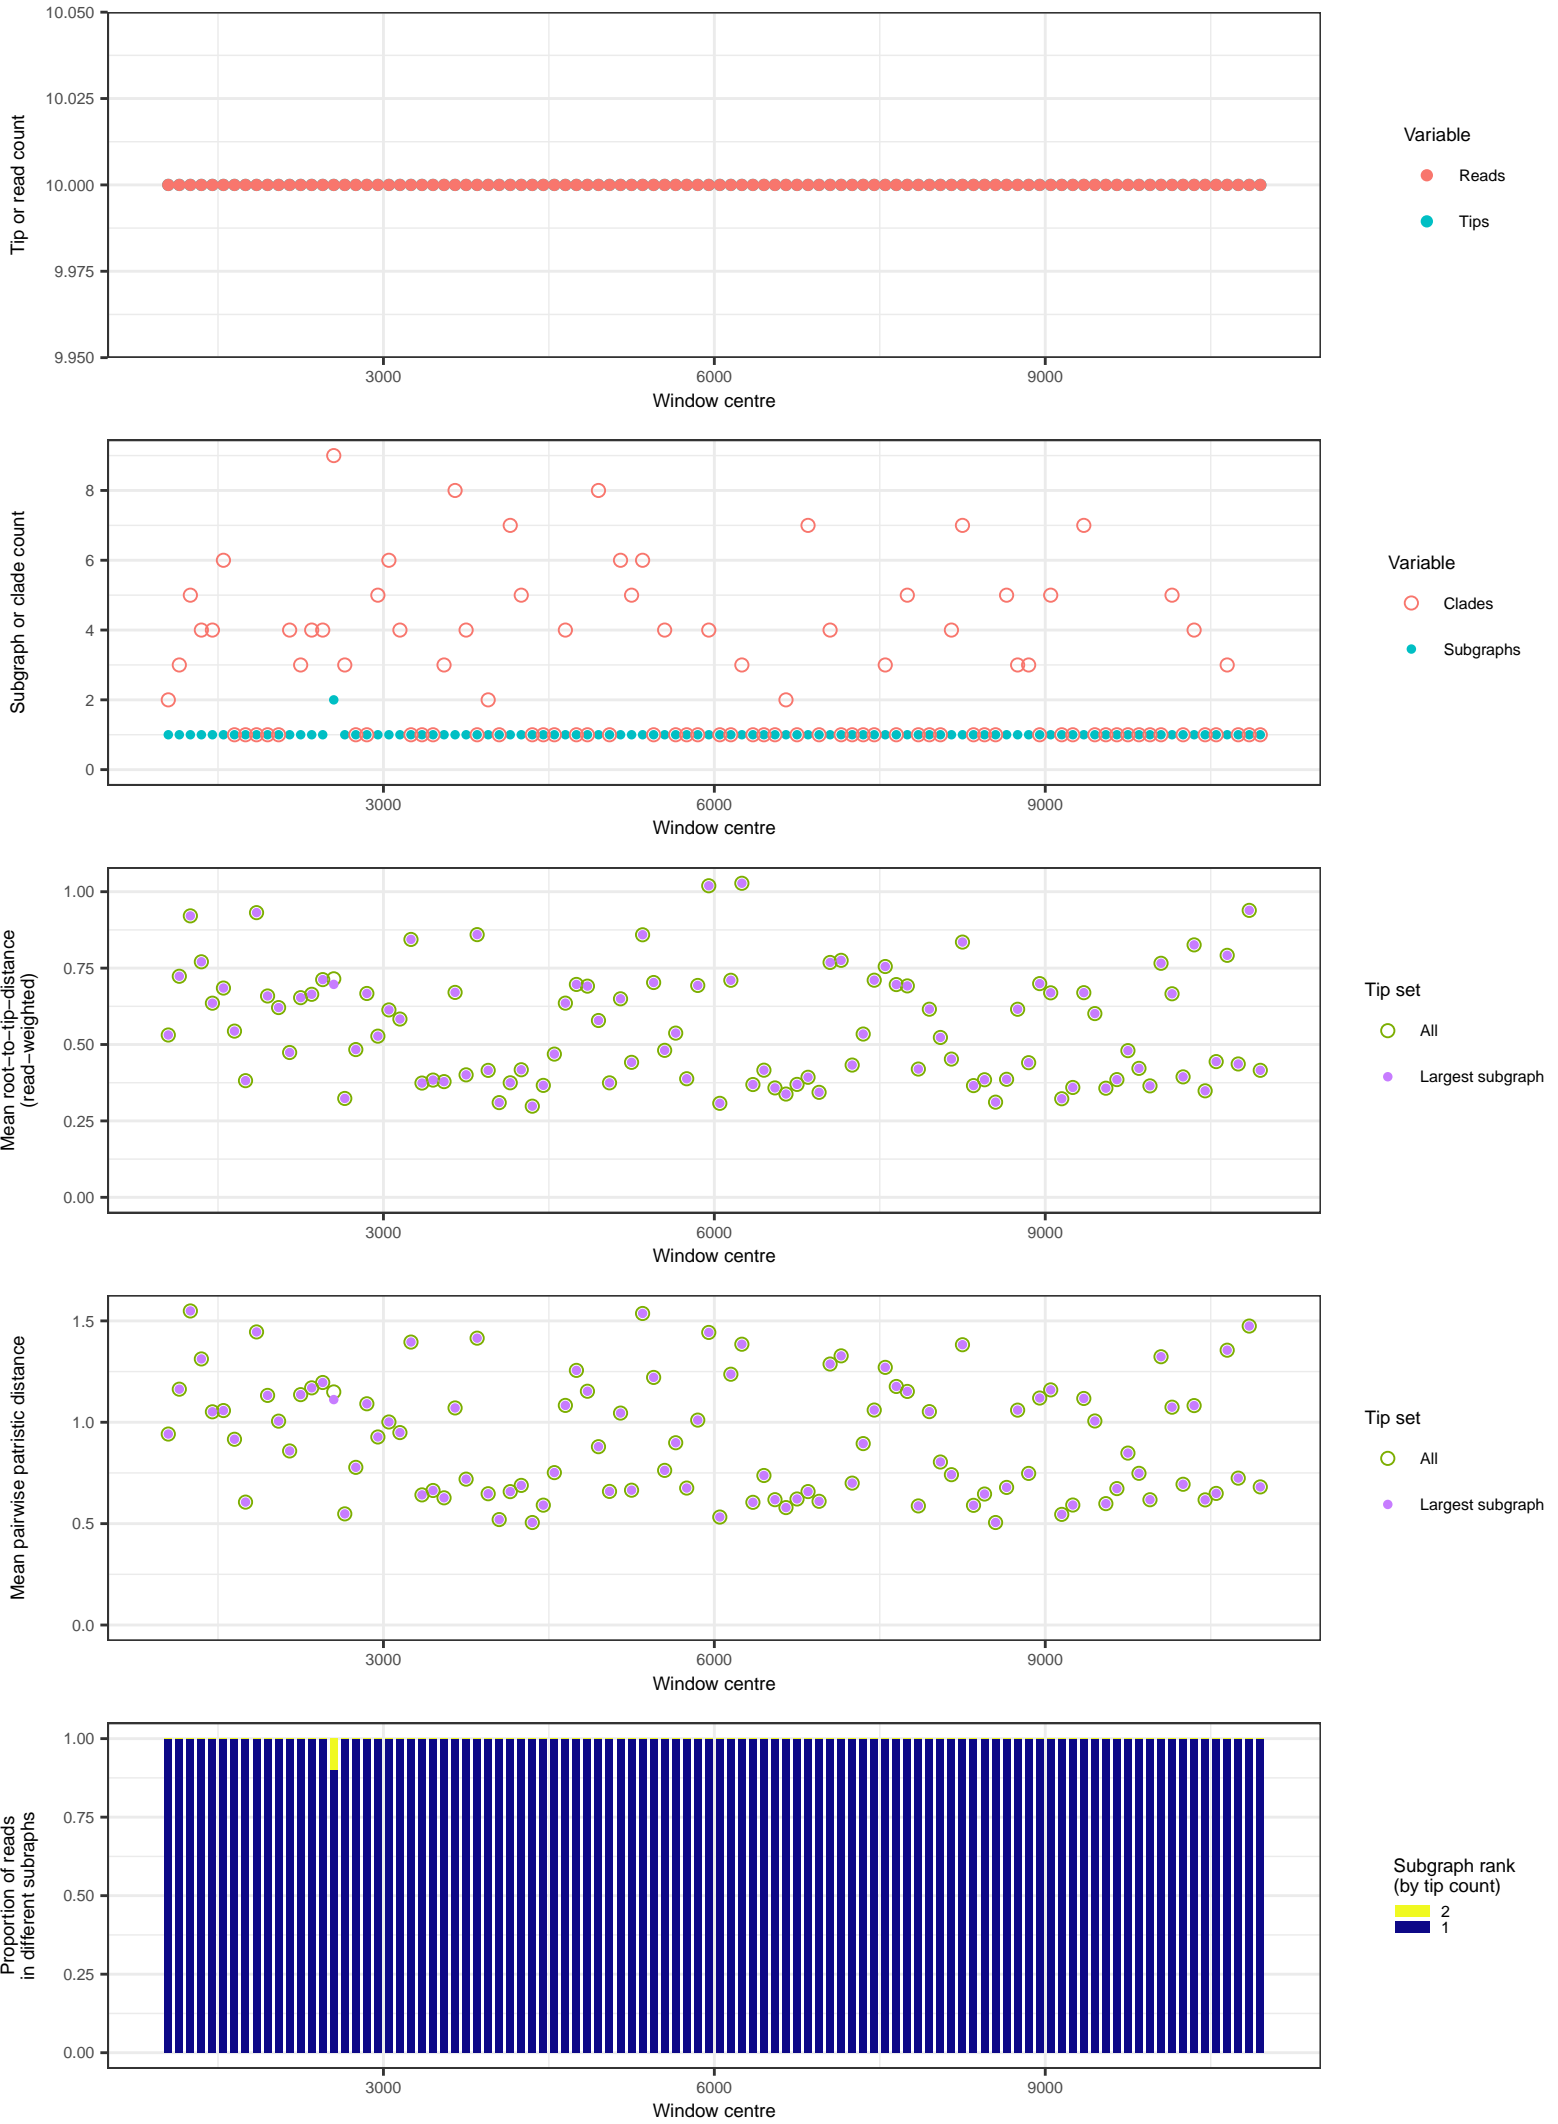 10.050
10.025
10.000
9.975
9.950
Tip or read count
3000 6000 9000
Window centre
Variable
Reads
Tips
8
6
4
2
0
Subgraph or clade count
3000 6000 9000
Window centre
Variable
Clades
Subgraphs
1.00
0.75
0.50
0.25
0.00
Mean root−to−tip−distance
(read−weighted)
3000 6000 9000
Window centre
Tip set
All
Largest subgraph
1.5
1.0
0.5
0.0
Mean pairwise patristic distance
3000 6000 9000
Window centre
Tip set
All
Largest subgraph
1.00
0.75
0.50
0.25
0.00
Proportion of reads
in different subraphs
3000 6000 9000
Window centre
Subgraph rank
(by tip count)
2
1